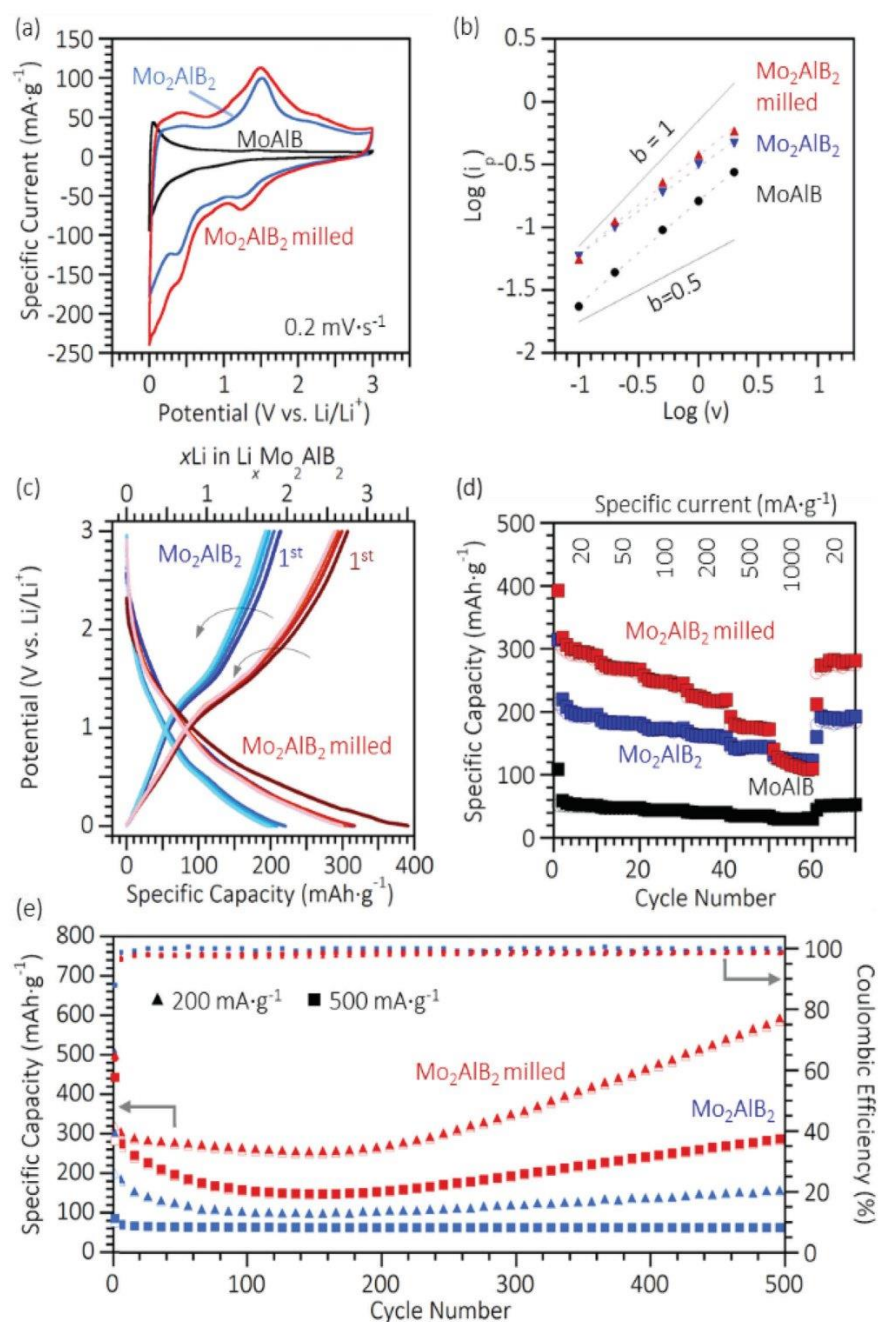 (a)
150
100
50
0
-50
-100
-150
-200
-250
Specific Current (mA·g⁻¹)
Mo₂AlB₂
MoAlB
Mo₂AlB₂ milled
0.2 mV·s⁻¹
0 1 2 3
Potential (V vs. Li/Li⁺)
(b)
0.5
0
-0.5
-1
-1.5
-2
Log (iₚ)
b = 1
b=0.5
Mo₂AlB₂
milled
Mo₂AlB₂
MoAlB
-1 -0.5 0 0.5 1
Log (v)
(c)
xLi in LiₓMo₂AlB₂
0 1 2 3
3
2
1
0
Potential (V vs. Li/Li⁺)
Mo₂AlB₂
1ˢᵗ
1ˢᵗ
Mo₂AlB₂ milled
0 100 200 300 400
Specific Capacity (mAh·g⁻¹)
(d)
Specific current (mA·g⁻¹)
20 50 100 200 500 1000 20
500
400
300
200
100
0
Specific Capacity (mAh·g⁻¹)
Mo₂AlB₂ milled
Mo₂AlB₂
MoAlB
0 20 40 60
Cycle Number
(e)
800
700
600
500
400
300
200
100
0
Specific Capacity (mAh·g⁻¹)
▲ 200 mA·g⁻¹ ■ 500 mA·g⁻¹
Mo₂AlB₂ milled
Mo₂AlB₂
100
80
60
40
20
0
Coulombic Efficiency (%)
0 100 200 300 400 500
Cycle Number